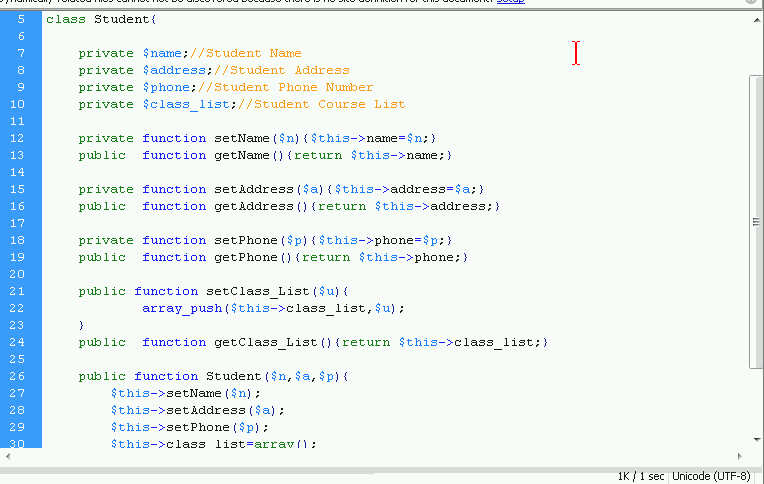 ynamically-related files cannot not be discovered because there is no site definition for this document. Setup
5 class Student{
6
7 private $name;//Student Name
8 private $address;//Student Address
9 private $phone;//Student Phone Number
10 private $class_list;//Student Course List
11
12 private function setName($n){$this->name=$n;}
13 public function getName(){return $this->name;}
14
15 private function setAddress($a){$this->address=$a;}
16 public function getAddress(){return $this->address;}
17
18 private function setPhone($p){$this->phone=$p;}
19 public function getPhone(){return $this->phone;}
20
21 public function setClass_List($u){
22 array_push($this->class_list,$u);
23 }
24 public function getClass_List(){return $this->class_list;}
25
26 public function Student($n,$a,$p){
27 $this->setName($n);
28 $this->setAddress($a);
29 $this->setPhone($p);
30 $this->class_list=array();
1K / 1 sec Unicode (UTF-8)